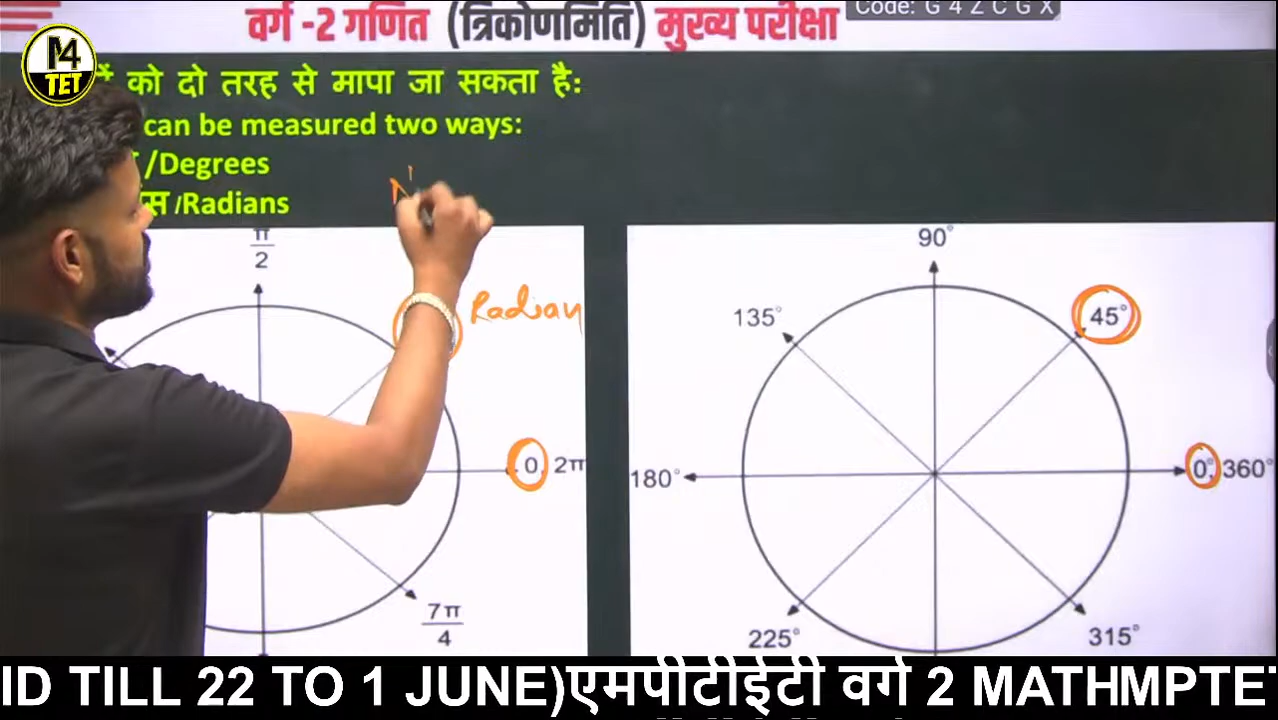 Code: G 4 Z C G X
वर्ग -2 गणित (त्रिकोणमिति) मुख्य परीक्षा
M4
TET
को दो तरह से मापा जा सकता है:
can be measured two ways:
/Degrees
/Radians
π/2
Radian
0, 2π
7π/4
90°
135°
45°
180°
0°, 360°
225°
315°
ID TILL 22 TO 1 JUNE)एमपीटीईटी वर्ग 2 MATHMPTET